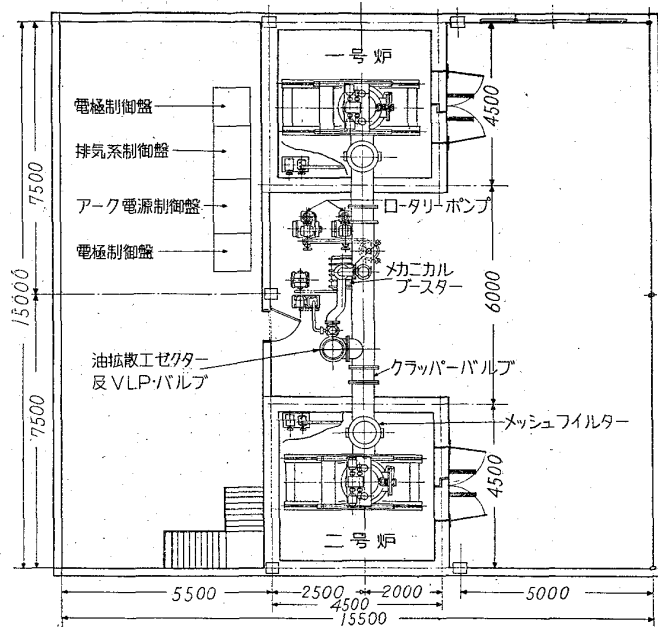 一号炉
電極制御盤
排気系制御盤
アーク電源制御盤
電極制御盤
ロータリーポンプ
メカニカル
ブースター
油拡散エゼクター
反VLP・バルブ
クラッパーバルブ
メッシュフイルター
二号炉
7500
15000
7500
4500
6000
4500
5500
2500
2000
5000
4500
15500